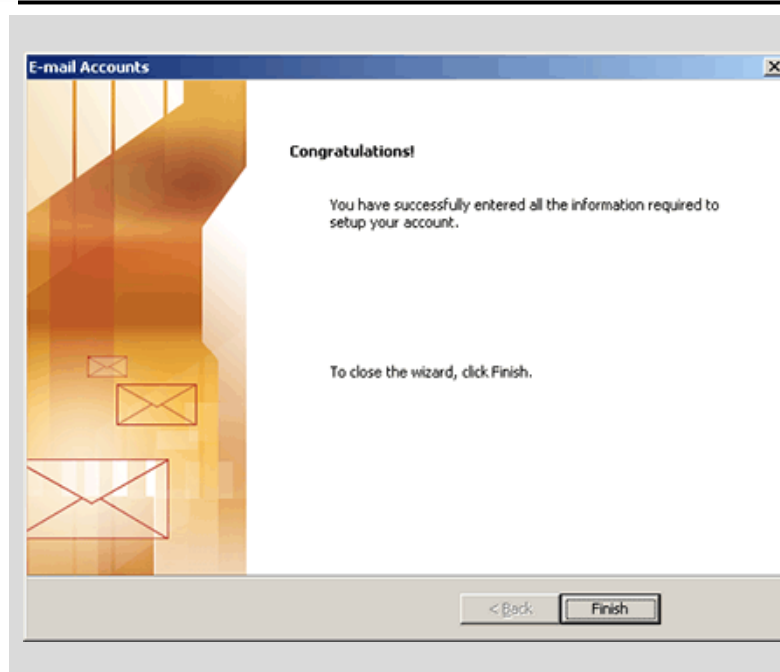 E-mail Accounts
Congratulations!
You have successfully entered all the information required to
setup your account.
To close the wizard, click Finish.
< Back
Finish